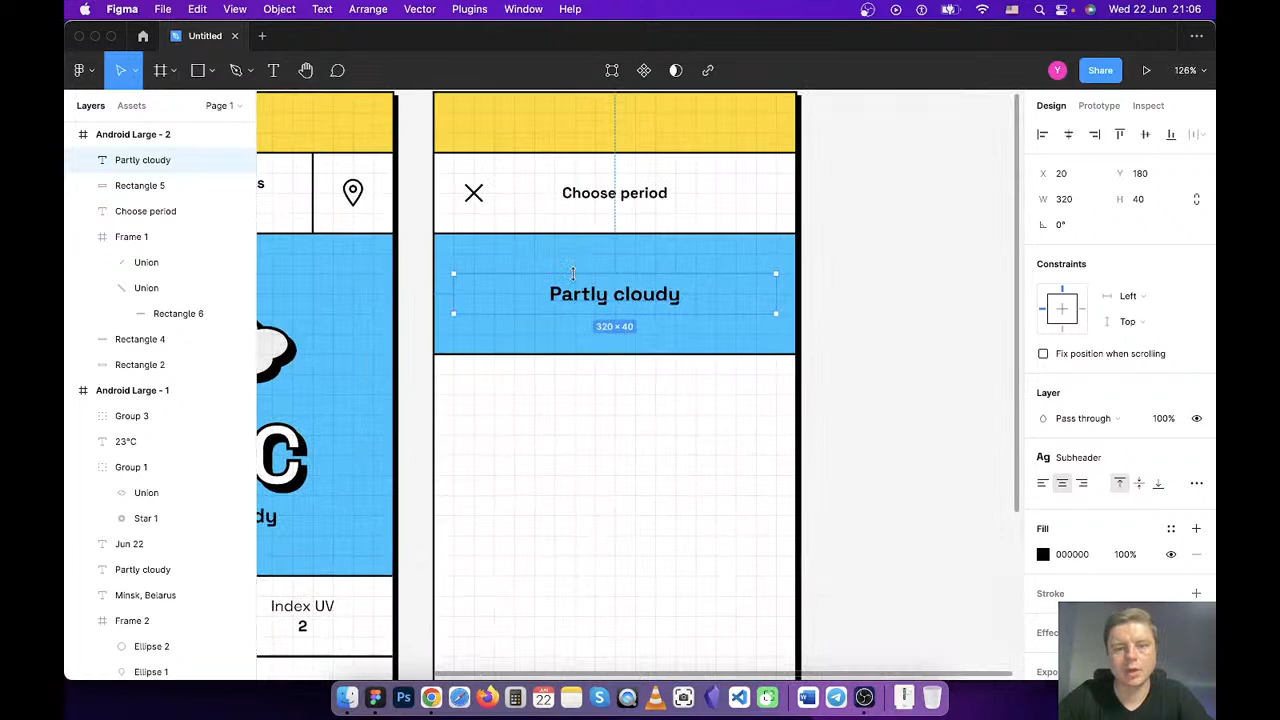 Figma File Edit View Object Text Arrange Vector Plugins Window Help Wed 22 Jun 21:06
Untitled
Y Share 126%
Layers Assets Page 1
Android Large - 2
Partly cloudy
Rectangle 5
Choose period
Frame 1
Union
Union
Rectangle 6
Rectangle 4
Rectangle 2
Android Large - 1
Group 3
23°C
Group 1
Union
Star 1
Jun 22
Partly cloudy
Minsk, Belarus
Frame 2
Ellipse 2
Ellipse 1
s
C
dy
Index UV
2
Choose period
Partly cloudy
320 × 40
Design Prototype Inspect
X 20 Y 180
W 320 H 40
0°
Constraints
Left
Top
Fix position when scrolling
Layer
Pass through 100%
Ag Subheader
Fill
000000 100%
Stroke
Effec
Expo
22